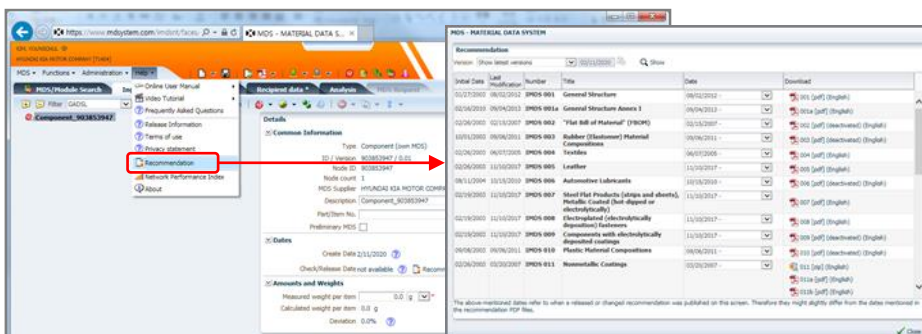 https://www.mdsystem.com/imdsnt/faces
MDS - MATERIAL DATA S...
HYUNDAI KIA MOTOR COMPANY
MDS Functions Administration Help
MDS/Module Search
Recipient data Analysis
Filter GADSL
Component_903853947
Online User Manual
Video Tutorial
Frequently Asked Questions
Release Information
Terms of use
Privacy statement
Recommendation
Network Performance Index
About
Details
Common Information
Type Component (own MDS)
ID / Version 903853947 / 0.01
Node ID 903853947
Node count 1
MDS Supplier HYUNDAI KIA MOTOR COMPA
Description Component_903853947
Part/Item No.
Preliminary MDS
Dates
Create Date 2/11/2020
Check/Release Date not available Recomm
Amounts and Weights
Measured weight per item 0.0 g
Calculated weight per item 0.0 g
Deviation 0.0%
MDS - MATERIAL DATA SYSTEM
Recommendation
Version Show latest versions 02/11/2020 Show
Initial Date Last Modification Number Title Date Download
01/27/2003 08/02/2012 IMDS 001 General Structure 08/02/2012 - 001 [pdf] (English)
02/16/2010 09/04/2013 IMDS 001a General Structure Annex 1 09/04/2013 - 001a [pdf] (English)
02/26/2003 02/15/2007 IMDS 002 "Flat Bill of Material" (FBOM) 02/15/2007 - 002 [pdf] (deactivated) (English)
10/01/2003 09/06/2011 IMDS 003 Rubber (Elastomer) Material Compositions 09/06/2011 - 003 [pdf] (deactivated) (English)
02/26/2003 06/07/2005 IMDS 004 Textiles 06/07/2005 - 004 [pdf] (English)
02/26/2003 11/10/2017 IMDS 005 Leather 11/10/2017 - 005 [pdf] (deactivated) (English)
08/11/2004 10/15/2010 IMDS 006 Automotive Lubricants 10/15/2010 - 006 [pdf] (deactivated) (English)
02/19/2003 11/10/2017 IMDS 007 Steel Flat Products (strips and sheets), Metallic Coated (hot-dipped or electrolytically) 11/10/2017 - 007 [pdf] (English)
02/19/2003 11/10/2017 IMDS 008 Electroplated (electrolytically deposition) fasteners 11/10/2017 - 008 [pdf] (deactivated) (English)
02/19/2003 11/10/2017 IMDS 009 Components with electrolytically deposited coatings 11/10/2017 - 009 [pdf] (deactivated) (English)
09/06/2011 IMDS 010 Plastic Material Compositions 09/06/2011 - 010 [pdf] (deactivated) (English)
02/26/2003 03/20/2007 IMDS 011 Nonmetallic Coatings 03/20/2007 - 011 [zip] (English)
011a [pdf] (English)
011b [pdf] (English)
The above-mentioned dates refer to when a released or changed recommendation was published on this screen. Therefore they might slightly differ from the dates mentioned in
the recommendation PDF files.
Close